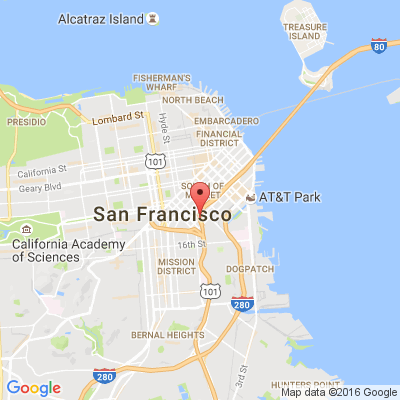 Alcatraz Island
TREASURE
ISLAND
80
FISHERMAN'S
WHARF
NORTH BEACH
Lombard St
Hyde St
EMBARCADERO
PRESIDIO
FINANCIAL
DISTRICT
101
California St
Geary Blvd
SOUTH OF
MARKET
AT&T Park
San Francisco
California Academy
of Sciences
16th St
MISSION
DISTRICT
DOGPATCH
101
280
BERNAL HEIGHTS
280
3rd St
HUNTERS POINT
Google
Map data ©2016 Google